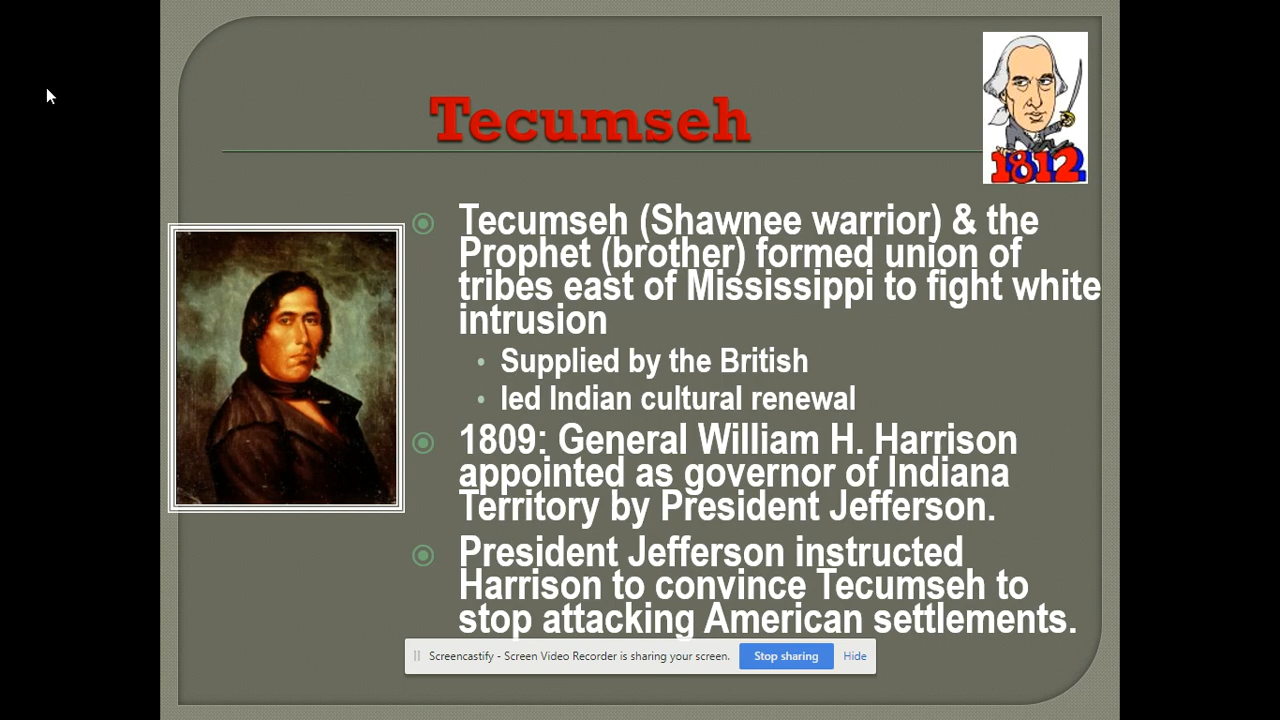 Tecumseh
1812
Tecumseh (Shawnee warrior) & the
Prophet (brother) formed union of
tribes east of Mississippi to fight white
intrusion
Supplied by the British
led Indian cultural renewal
1809: General William H. Harrison
appointed as governor of Indiana
Territory by President Jefferson.
President Jefferson instructed
Harrison to convince Tecumseh to
stop attacking American settlements.
Screencastify - Screen Video Recorder is sharing your screen. Stop sharing Hide